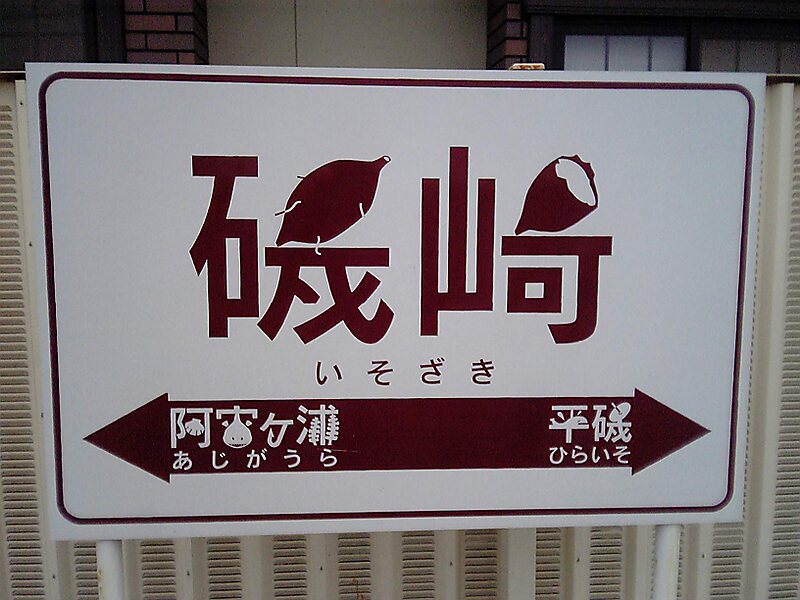 磯崎
いそざき
阿字ケ浦 平磯
あじがうら ひらいそ